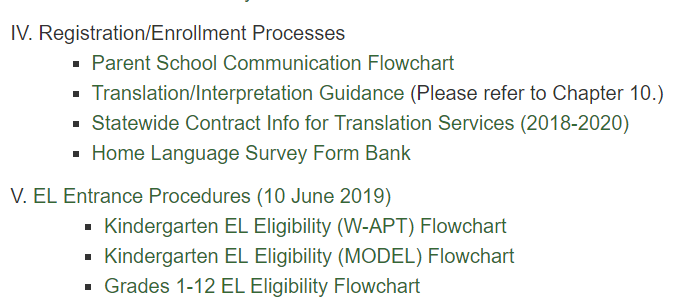 IV. Registration/Enrollment Processes
▪ Parent School Communication Flowchart
▪ Translation/Interpretation Guidance (Please refer to Chapter 10.)
▪ Statewide Contract Info for Translation Services (2018-2020)
▪ Home Language Survey Form Bank
V. EL Entrance Procedures (10 June 2019)
▪ Kindergarten EL Eligibility (W-APT) Flowchart
▪ Kindergarten EL Eligibility (MODEL) Flowchart
▪ Grades 1-12 EL Eligibility Flowchart